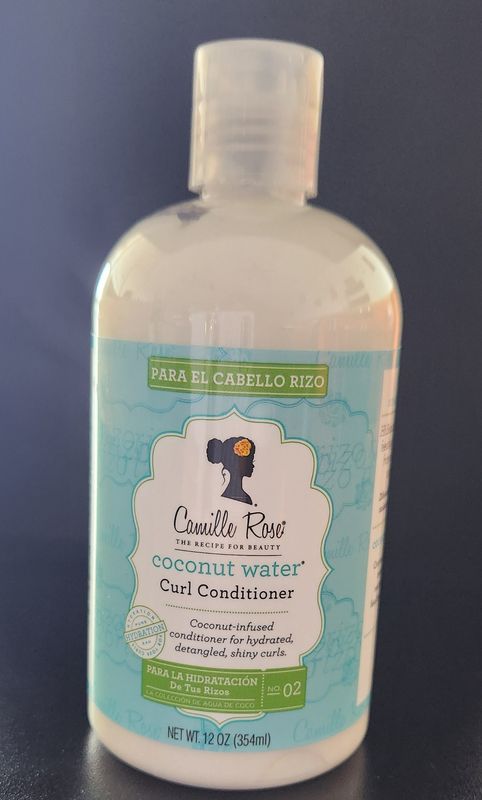 PARA EL CABELLO RIZO
Camille Rose
THE RECIPE FOR BEAUTY
coconut water
Curl Conditioner
Coconut-infused
conditioner for hydrated,
detangled, shiny curls.
HYDRATION
PARA LA HIDRATACIÓN
De Tus Rizos
LA COLECCIÓN DE AGUA DE COCO
NO. 02
NET WT. 12 OZ (354ml)